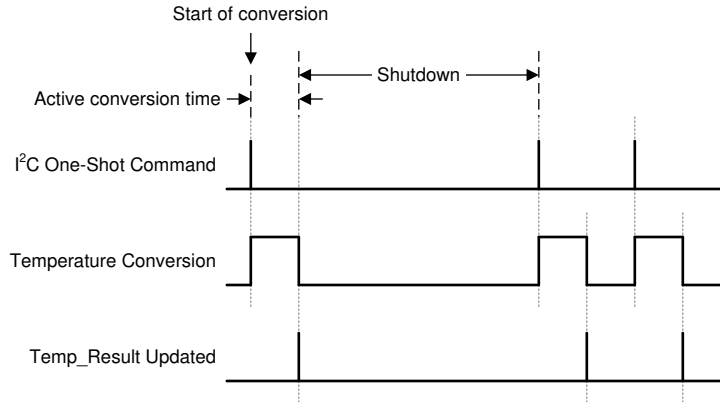 Start of conversion
Shutdown
Active conversion time
I²C One-Shot Command
Temperature Conversion
Temp_Result Updated